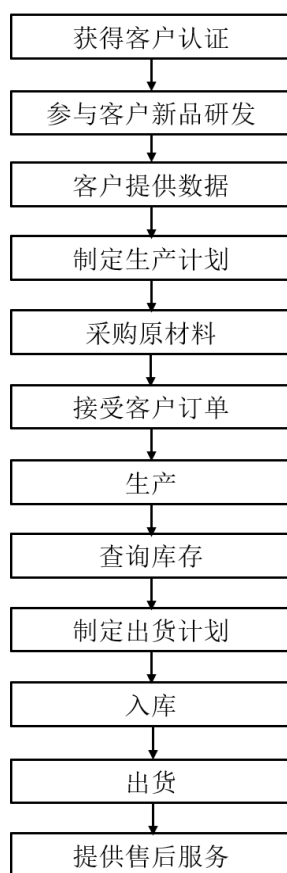 获得客户认证
参与客户新品研发
客户提供数据
制定生产计划
采购原材料
接受客户订单
生产
查询库存
制定出货计划
入库
出货
提供售后服务